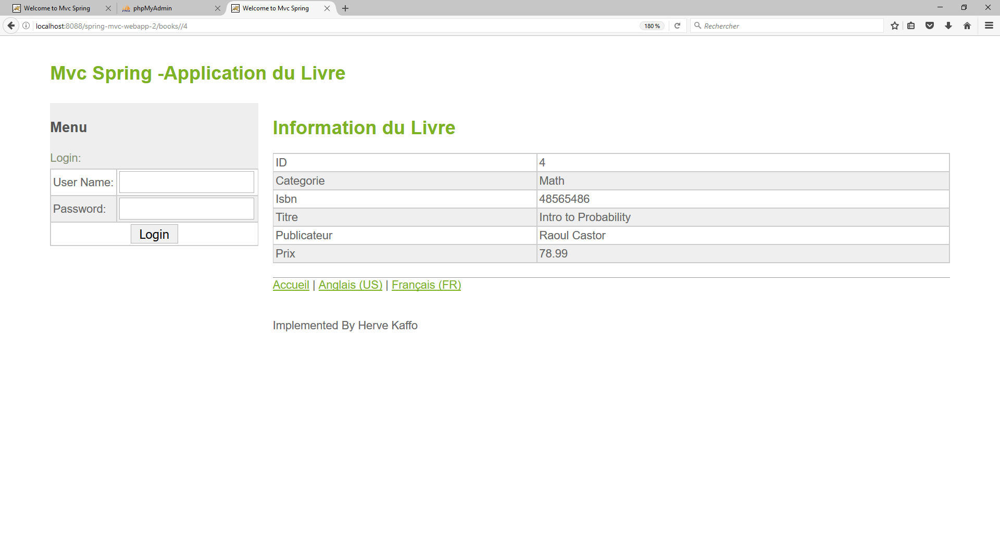 Welcome to Mvc Spring
phpMyAdmin
Welcome to Mvc Spring
localhost:8088/spring-mvc-webapp-2/books//4
180 %
Rechercher
Mvc Spring -Application du Livre
Menu
Login:
User Name:
Password:
Login
Information du Livre
ID 4
Categorie Math
Isbn 48565486
Titre Intro to Probability
Publicateur Raoul Castor
Prix 78.99
Accueil | Anglais (US) | Français (FR)
Implemented By Herve Kaffo